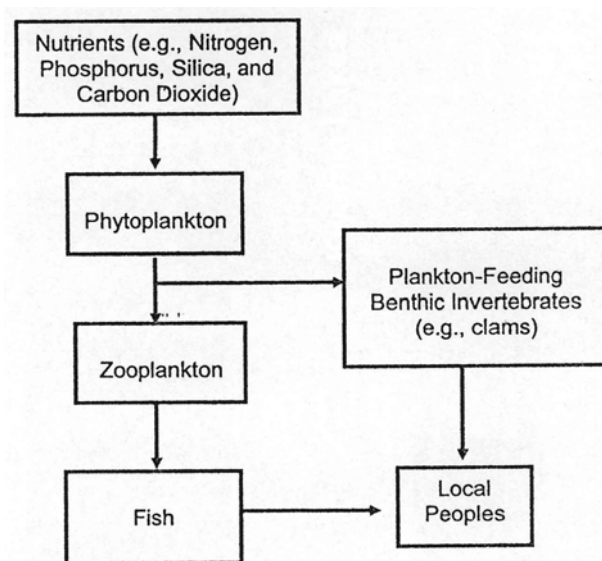 Nutrients (e.g., Nitrogen,
Phosphorus, Silica, and
Carbon Dioxide)
Phytoplankton
Plankton-Feeding
Benthic Invertebrates
(e.g., clams)
Zooplankton
Local
Peoples
Fish